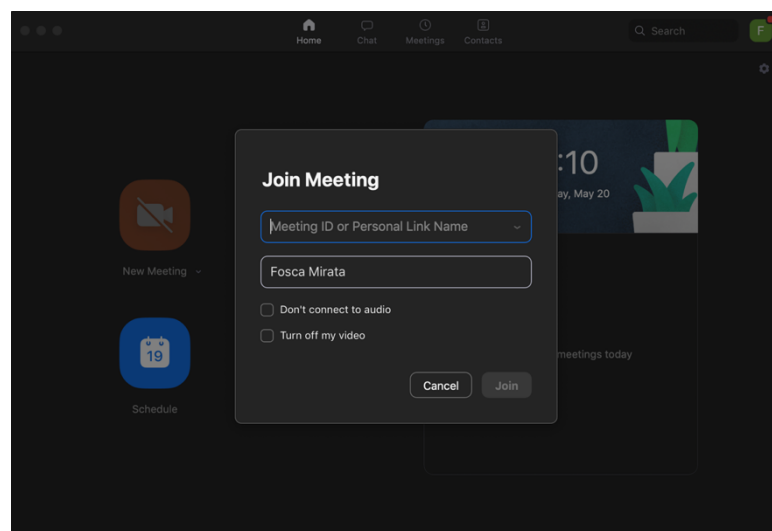 Home
Chat
Meetings
Contacts
Search
F
Join Meeting
:10
ay, May 20
Meeting ID or Personal Link Name
New Meeting
Fosca Mirata
Don't connect to audio
Turn off my video
19
meetings today
Cancel
Join
Schedule